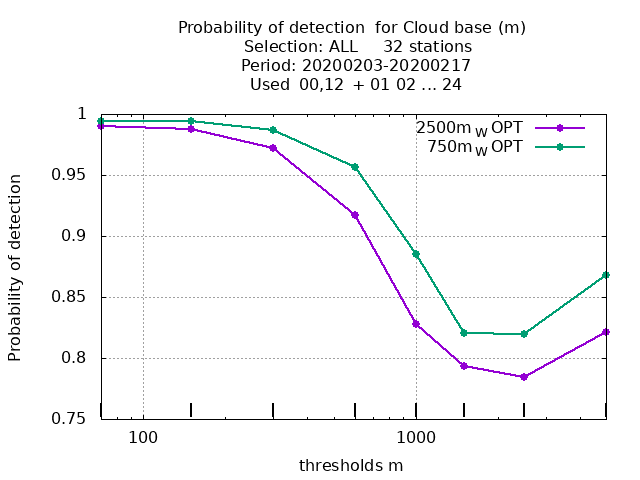 Probability of detection  for Cloud base (m)
Selection: ALL     32 stations
Period: 20200203-20200217
Used  00,12  + 01 02 ... 24
2500m W OPT
750m W OPT
1
0.95
0.9
0.85
0.8
0.75
Probability of detection
100
1000
thresholds m